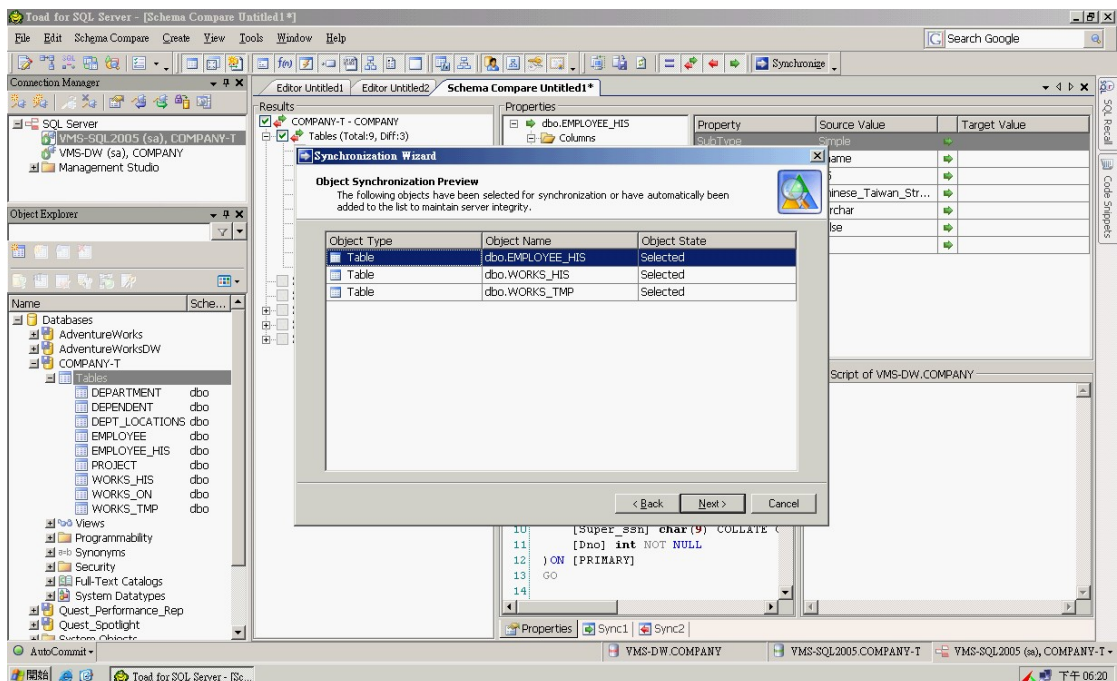 Toad for SQL Server - [Schema Compare Untitled1*]
File Edit Schema Compare Create View Tools Window Help
Search Google
Synchronize
Connection Manager
Editor Untitled1 Editor Untitled2 Schema Compare Untitled1*
SQL Recall
Code Snippets
SQL Server
VMS-SQL2005 (sa), COMPANY-T
VMS-DW (sa), COMPANY
Management Studio
Results
COMPANY-T - COMPANY
Tables (Total:9, Diff:3)
Properties
dbo.EMPLOYEE_HIS
Columns
Property Source Value Target Value
SubType Simple
name
hinese_Taiwan_Str...
rchar
lse
Synchronization Wizard
Object Synchronization Preview
The following objects have been selected for synchronization or have automatically been
added to the list to maintain server integrity.
Object Type Object Name Object State
Table dbo.EMPLOYEE_HIS Selected
Table dbo.WORKS_HIS Selected
Table dbo.WORKS_TMP Selected
< Back Next > Cancel
Object Explorer
Name Sche...
Databases
AdventureWorks
AdventureWorksDW
COMPANY-T
Tables
DEPARTMENT dbo
DEPENDENT dbo
DEPT_LOCATIONS dbo
EMPLOYEE dbo
EMPLOYEE_HIS dbo
PROJECT dbo
WORKS_HIS dbo
WORKS_ON dbo
WORKS_TMP dbo
Views
Programmability
Synonyms
Security
Full-Text Catalogs
System Datatypes
Quest_Performance_Rep
Quest_Spotlight
System Objects
Script of VMS-DW.COMPANY
10 [Super_ssn] char(9) COLLATE
11 [Dno] int NOT NULL
12 )ON [PRIMARY]
13 GO
14
Properties Sync1 Sync2
AutoCommit VMS-DW.COMPANY VMS-SQL2005.COMPANY-T VMS-SQL2005 (sa), COMPANY-T
開始 Toad for SQL Server - [Sc... 下午 06:20